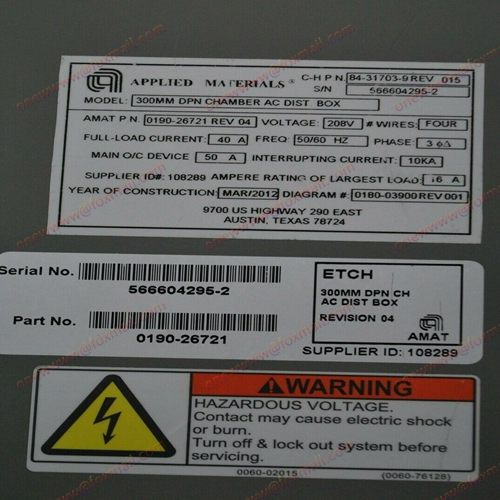 APPLIED MATERIALS® C-H P N. 84-31703-9 REV 015
S/N 566604295-2
MODEL: 300MM DPN CHAMBER AC DIST BOX
AMAT P N. 0190-26721 REV 04 VOLTAGE: 208V # WIRES: FOUR
FULL-LOAD CURRENT: 40 A FREQ: 50/60 HZ PHASE:
MAIN O/C DEVICE 50 A INTERRUPTING CURRENT: 10KA
SUPPLIER ID#: 108289 AMPERE RATING OF LARGEST LOAD: 16 A
YEAR OF CONSTRUCTION: MAR/2012 DIAGRAM #: 0180-03900 REV 001
9700 US HIGHWAY 290 EAST
AUSTIN, TEXAS 78724
Serial No.
566604295-2
Part No.
0190-26721
ETCH
300MM DPN CH
AC DIST BOX
REVISION 04
AMAT
SUPPLIER ID: 108289
WARNING
HAZARDOUS VOLTAGE.
Contact may cause electric shock
or burn.
Turn off & lock out system before
servicing.
0060-02015 (0060-76128)